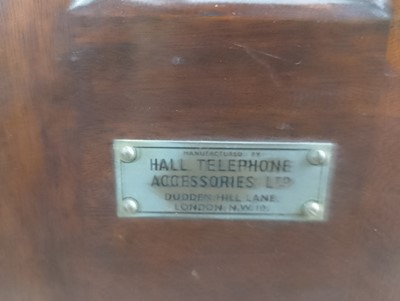 MANUFACTURED BY
HALL TELEPHONE
ACCESSORIES LTD
DUDDEN HILL LANE
LONDON, N.W.10.